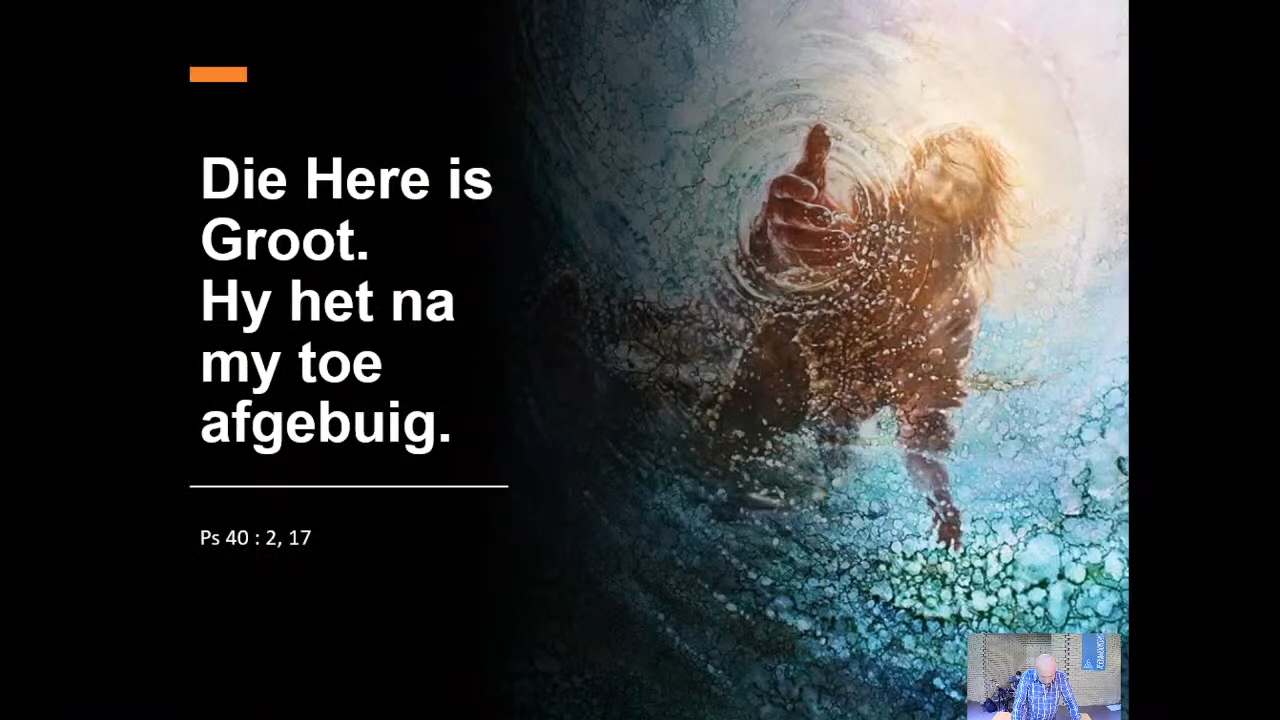 Die Here is
Groot.
Hy het na
my toe
afgebuig.
Ps 40 : 2, 17